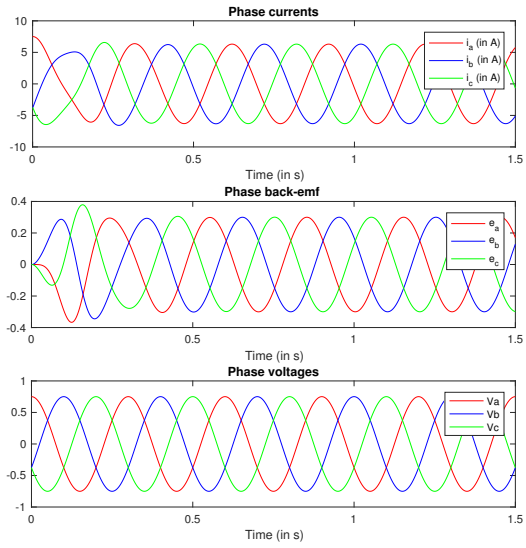 Phase currents
10
5
0
-5
-10
i_a (in A)
i_b (in A)
i_c (in A)
0
0.5
1
1.5
Time (in s)
Phase back-emf
0.4
0.2
0
-0.2
-0.4
e_a
e_b
e_c
0
0.5
1
1.5
Time (in s)
Phase voltages
1
0.5
0
-0.5
-1
Va
Vb
Vc
0
0.5
1
1.5
Time (in s)